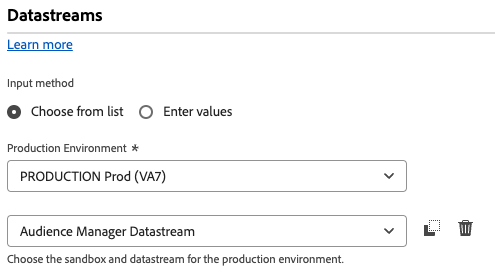 Datastreams
Learn more
Input method
Choose from list Enter values
Production Environment *
PRODUCTION Prod (VA7)
Audience Manager Datastream
Choose the sandbox and datastream for the production environment.